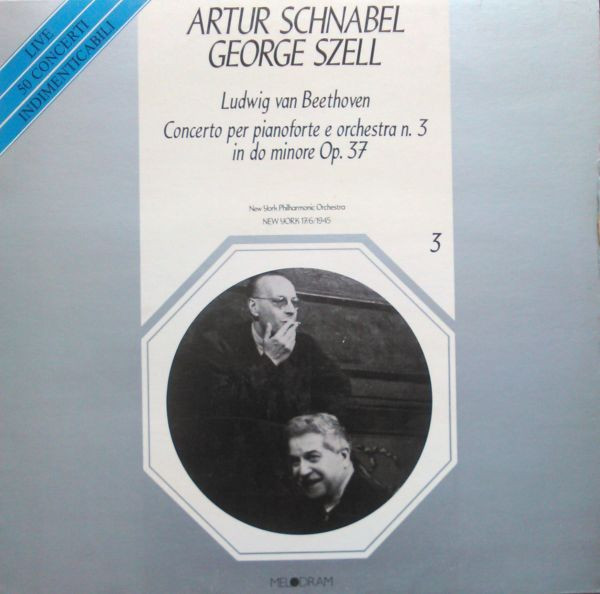 LIVE
50 CONCERTI
INDIMENTICABILI
ARTUR SCHNABEL
GEORGE SZELL
Ludwig van Beethoven
Concerto per pianoforte e orchestra n. 3
in do minore Op. 37
New York Philharmonic Orchestra
NEW YORK 17/6/1945
3
MELODRAM